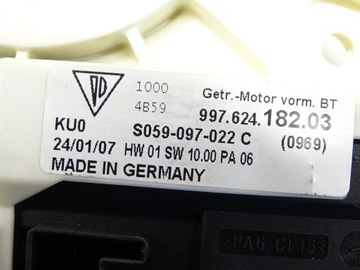 1000
4B59
Getr.-Motor vorm. BT
997.624.182.03
KU0 S059-097-022 C (0969)
24/01/07 HW 01 SW 10.00 PA 06
MADE IN GERMANY